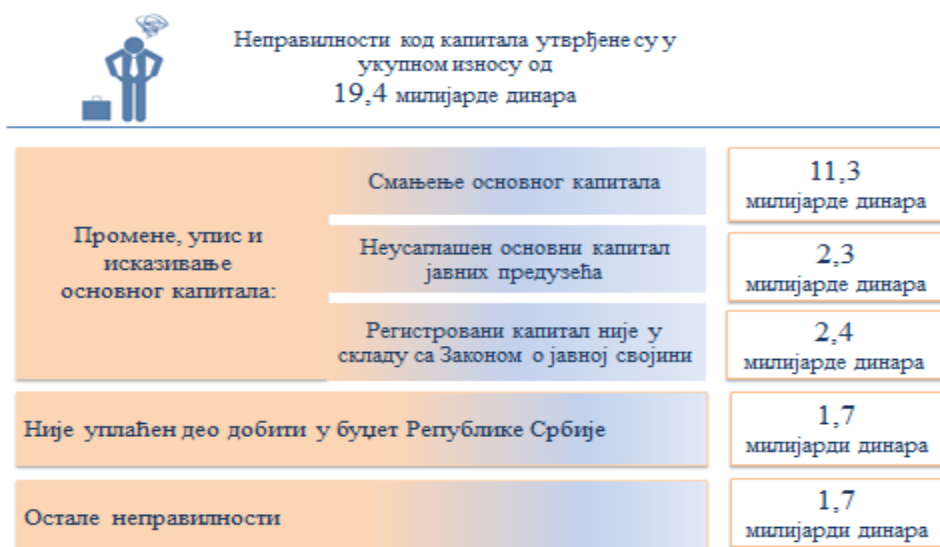 Неправилности код капитала утврђене су у
укупном износу од
19,4 милијарде динара
Промене, упис и
исказивање
основног капитала:
Смањење основног капитала
11,3
милијарде динара
Неусаглашен основни капитал
јавних предузећа
2,3
милијарде динара
Регистровани капитал није у
складу са Законом о јавној својини
2,4
милијарде динара
Није уплаћен део добити у буџет Републике Србије
1,7
милијарди динара
Остале неправилности
1,7
милијарди динара